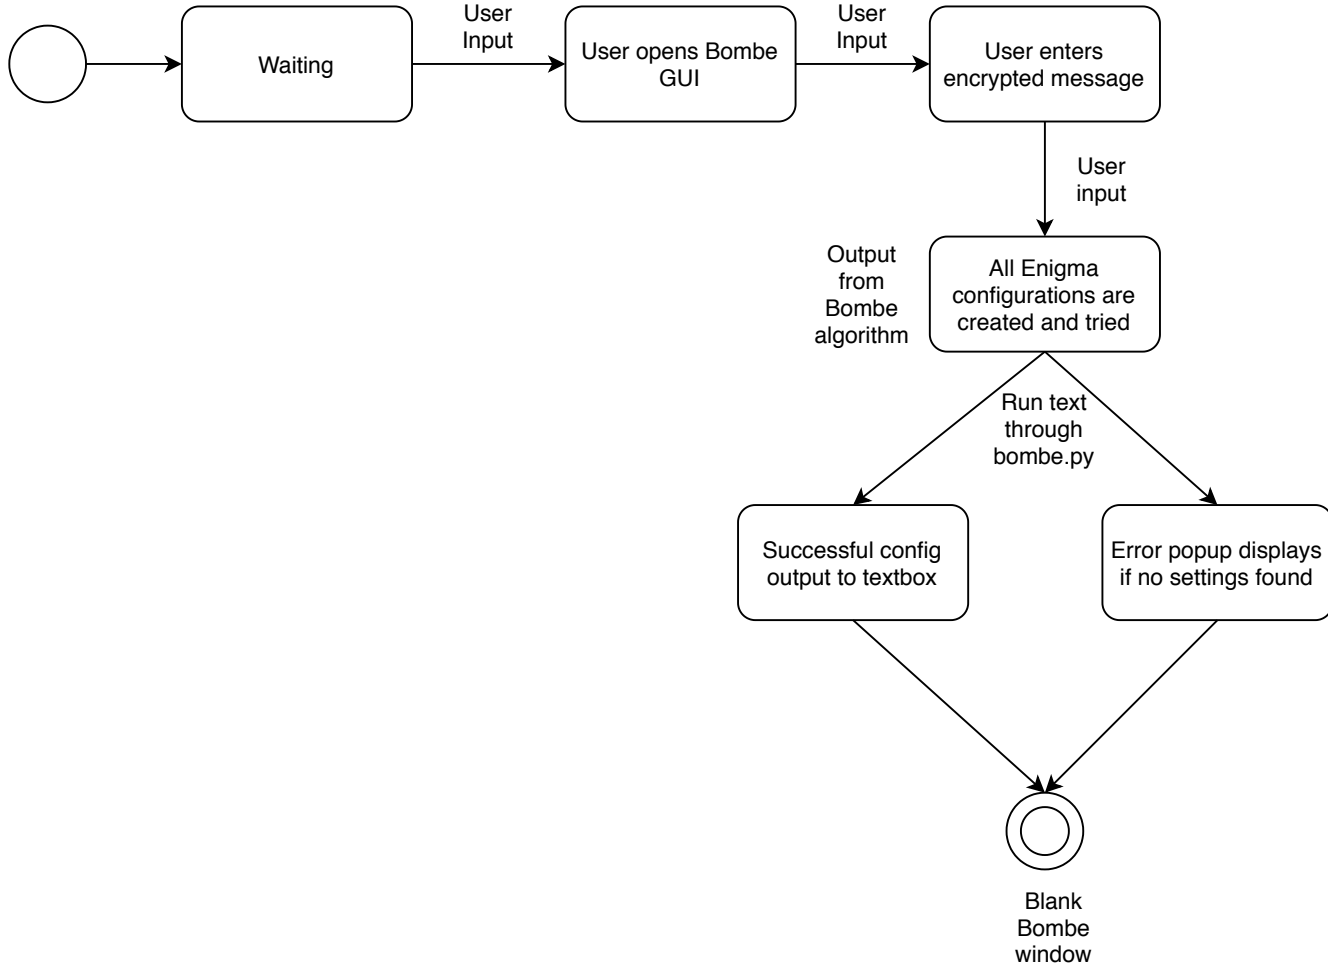 User
Input
User
Input
Waiting
User opens Bombe
GUI
User enters
encrypted message
User
input
Output
from
Bombe
algorithm
All Enigma
configurations are
created and tried
Run text
through
bombe.py
Successful config
output to textbox
Error popup displays
if no settings found
Blank
Bombe
window